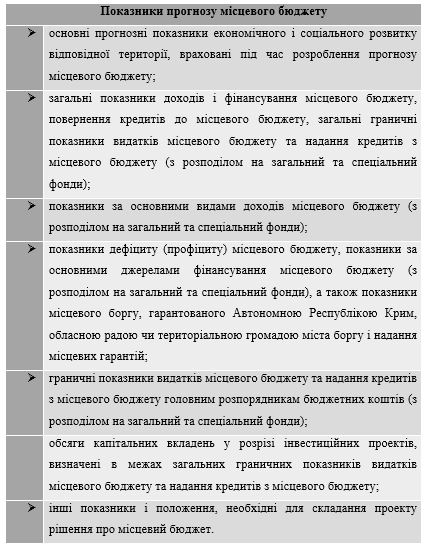 Показники прогнозу місцевого бюджету
➢ основні прогнозні показники економічного і соціального розвитку
відповідної території, враховані під час розроблення прогнозу
місцевого бюджету;
➢ загальні показники доходів і фінансування місцевого бюджету,
повернення кредитів до місцевого бюджету, загальні граничні
показники видатків місцевого бюджету та надання кредитів з
місцевого бюджету (з розподілом на загальний та спеціальний
фонди);
➢ показники за основними видами доходів місцевого бюджету (з
розподілом на загальний та спеціальний фонди);
➢ показники дефіциту (профіциту) місцевого бюджету, показники за
основними джерелами фінансування місцевого бюджету (з
розподілом на загальний та спеціальний фонди), а також показники
місцевого боргу, гарантованого Автономною Республікою Крим,
обласною радою чи територіальною громадою міста боргу і надання
місцевих гарантій;
➢ граничні показники видатків місцевого бюджету та надання кредитів
з місцевого бюджету головним розпорядникам бюджетних коштів (з
розподілом на загальний та спеціальний фонди);
обсяги капітальних вкладень у розрізі інвестиційних проектів,
визначені в межах загальних граничних показників видатків
місцевого бюджету та надання кредитів з місцевого бюджету;
➢ інші показники і положення, необхідні для складання проекту
рішення про місцевий бюджет.